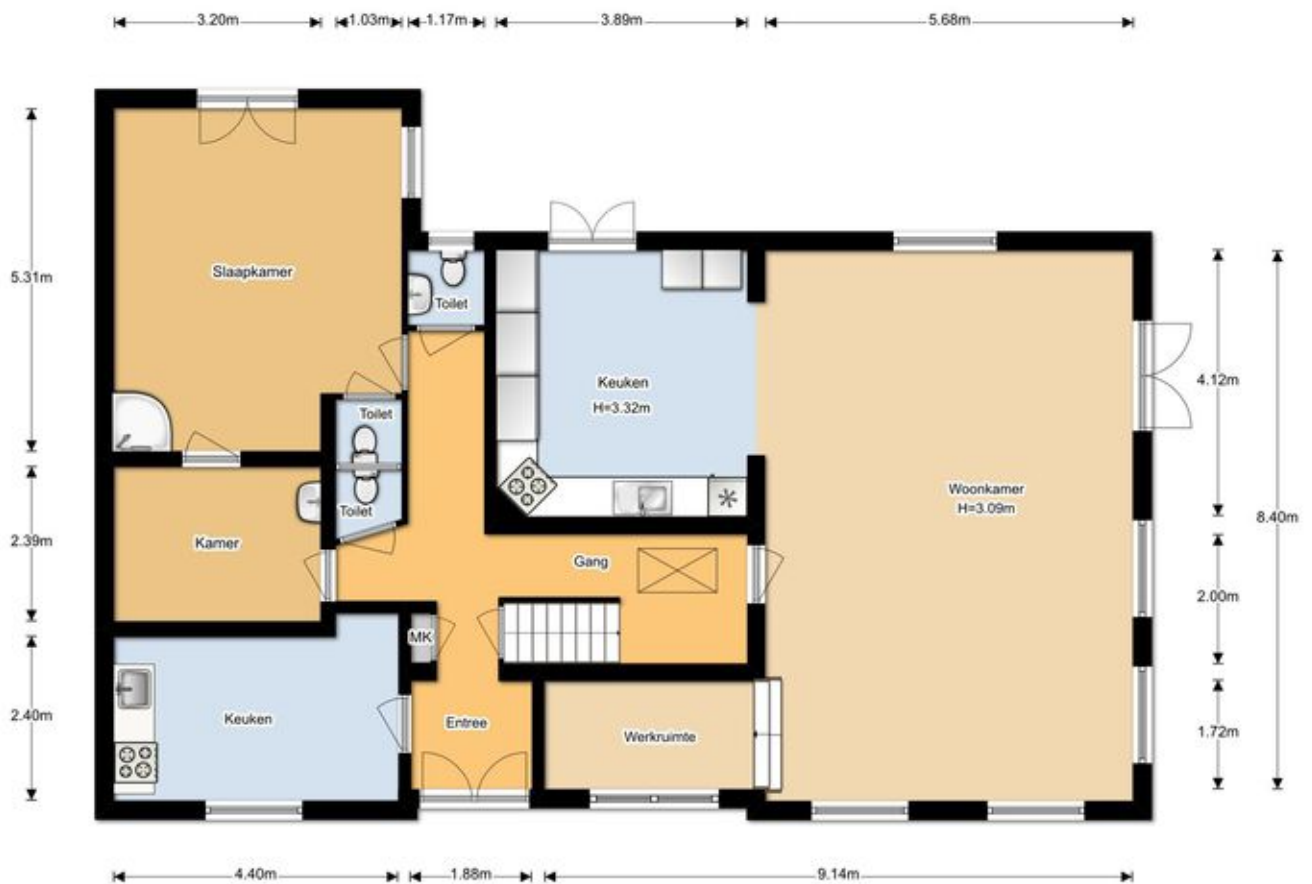 3.20m
1.03m
1.17m
3.89m
5.68m
5.31m
Slaapkamer
Toilet
Keuken
H=3.32m
4.12m
Toilet
Woonkamer
H=3.09m
8.40m
Toilet
2.39m
Kamer
Gang
2.00m
MK
2.40m
Keuken
Entree
Werkruimte
1.72m
4.40m
1.88m
9.14m